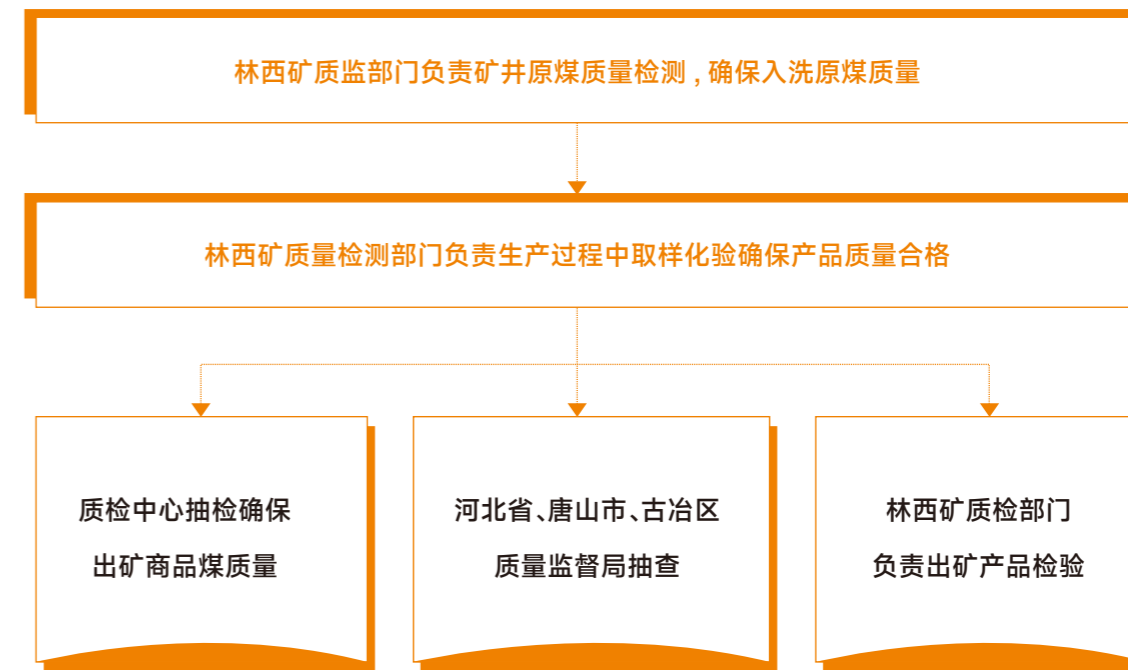 林西矿质监部门负责矿井原煤质量检测 , 确保入洗原煤质量
林西矿质量检测部门负责生产过程中取样化验确保产品质量合格
质检中心抽检确保
出矿商品煤质量
河北省、唐山市、古冶区
质量监督局抽查
林西矿质检部门
负责出矿产品检验